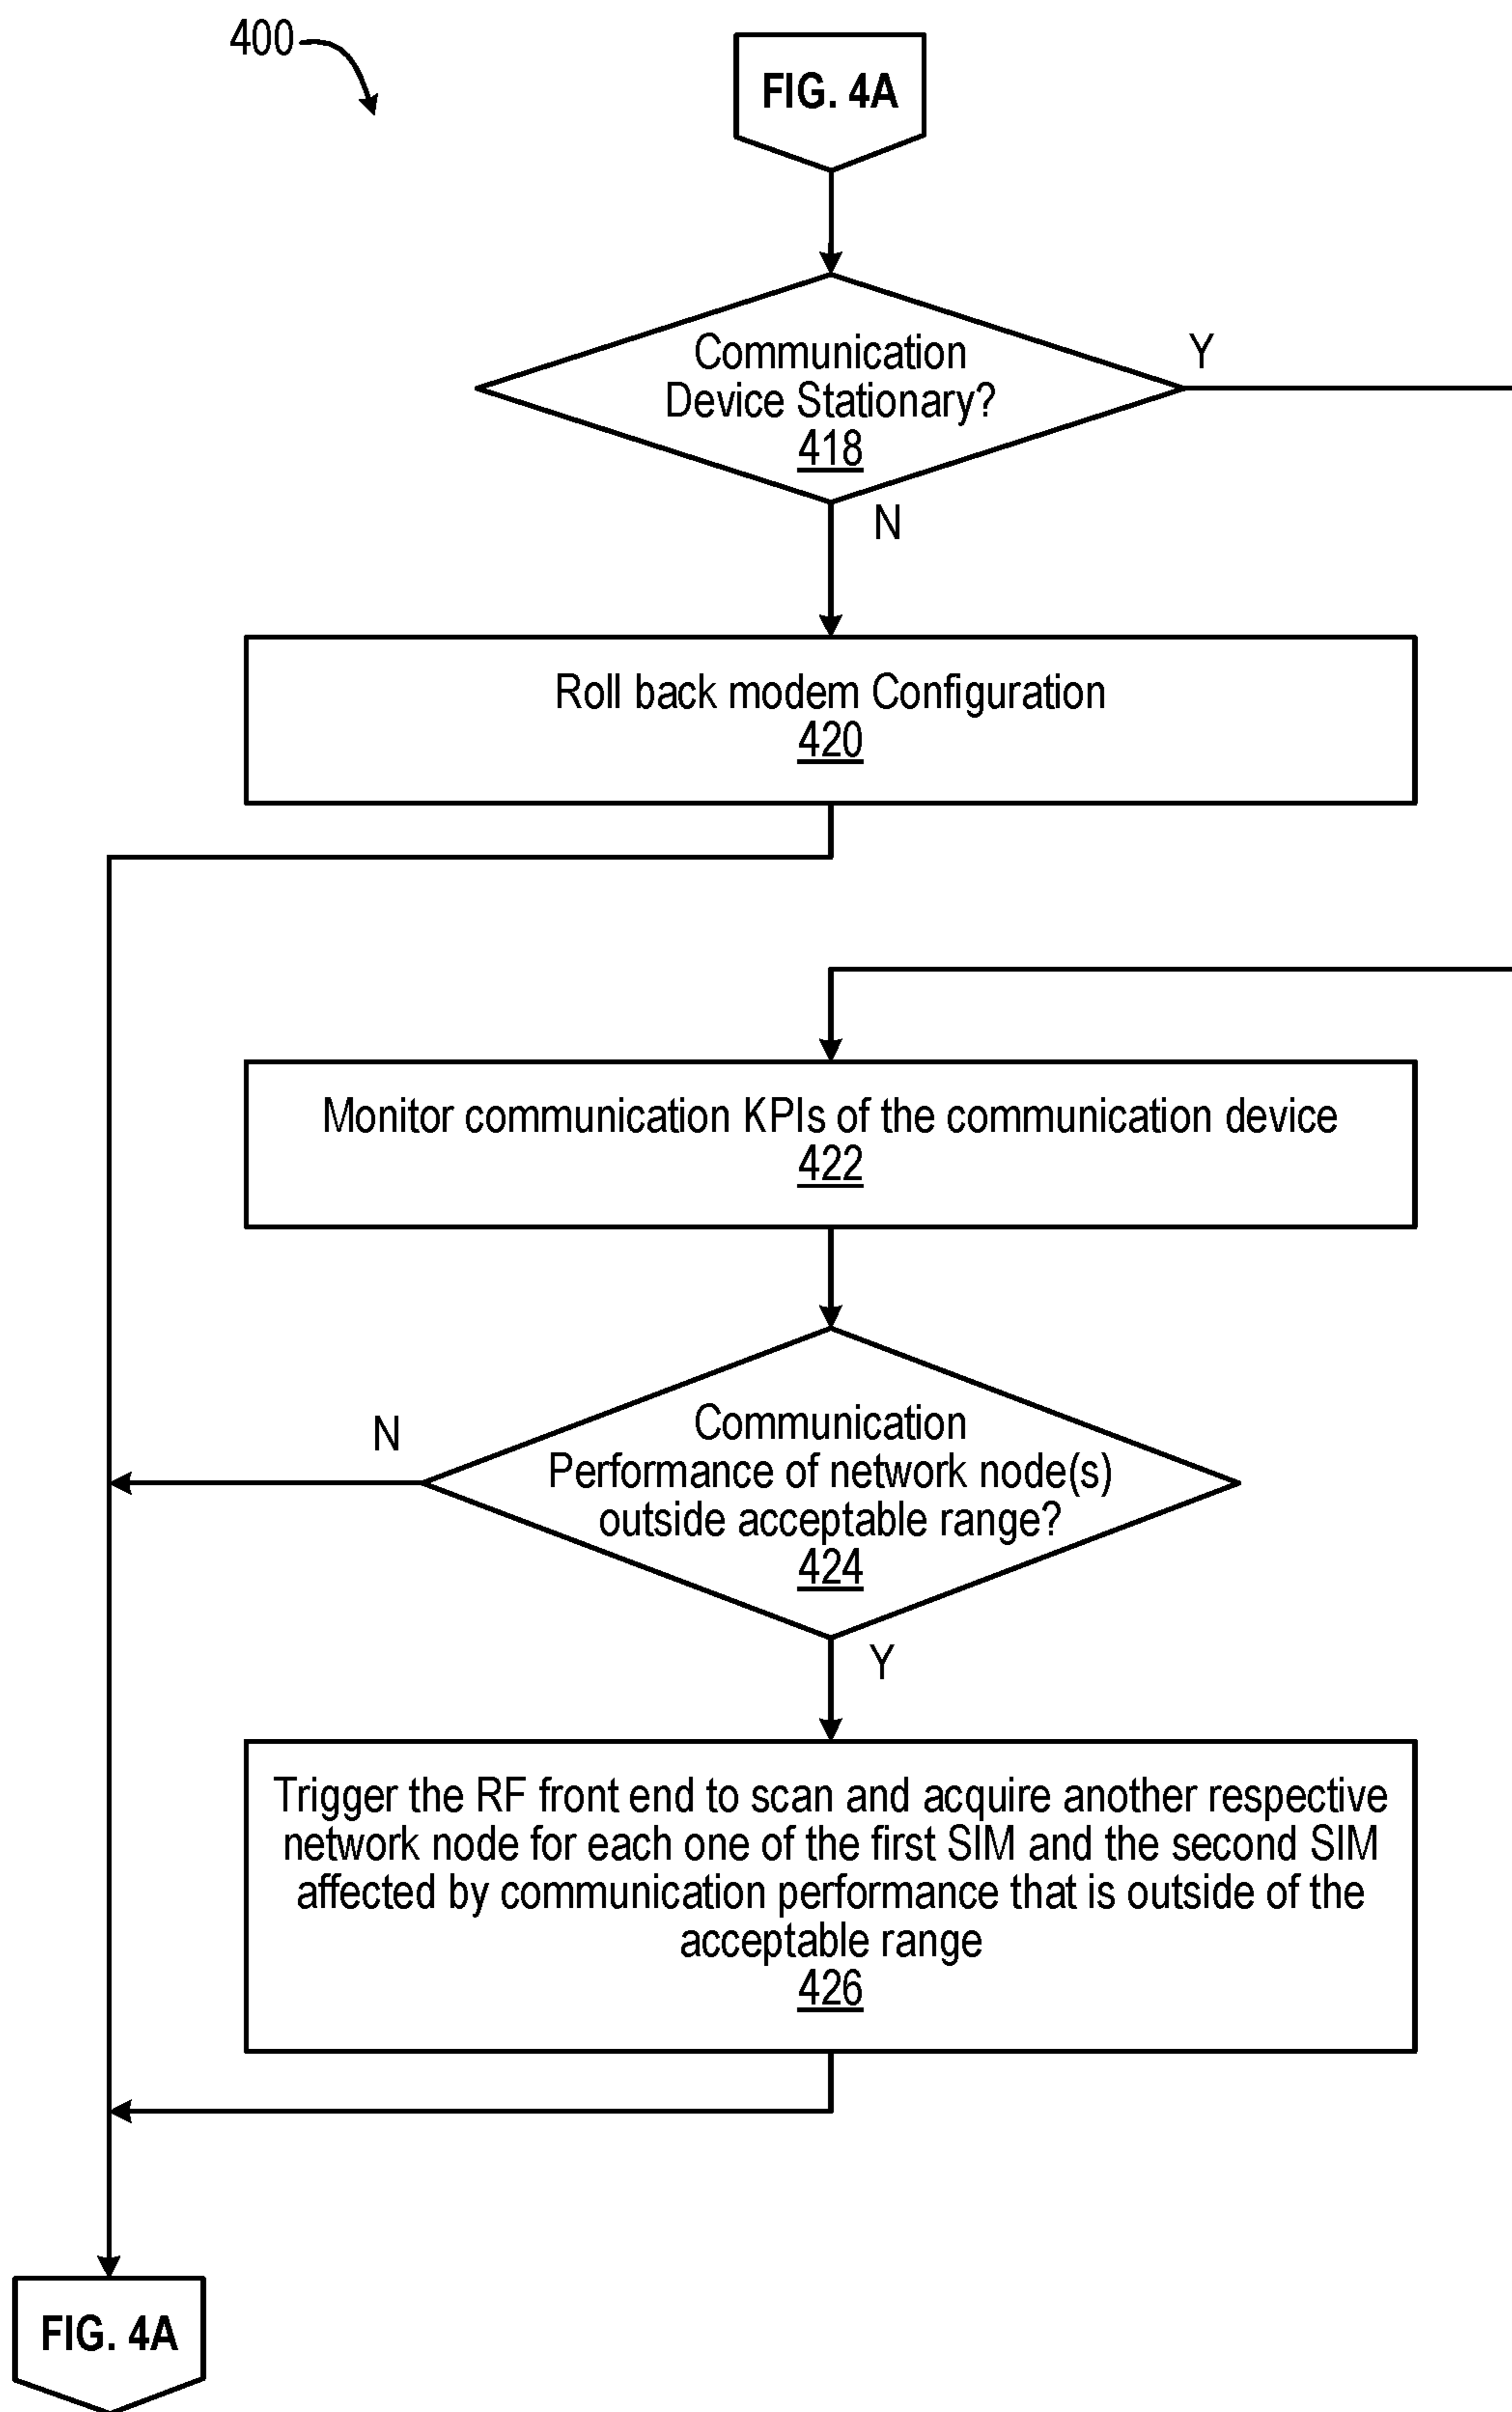 400
FIG. 4A
Communication
Device Stationary?
418
Y
N
Roll back modem Configuration
420
Monitor communication KPIs of the communication device
422
Communication
Performance of network node(s)
outside acceptable range?
424
N
Y
Trigger the RF front end to scan and acquire another respective
network node for each one of the first SIM and the second SIM
affected by communication performance that is outside of the
acceptable range
426
FIG. 4A